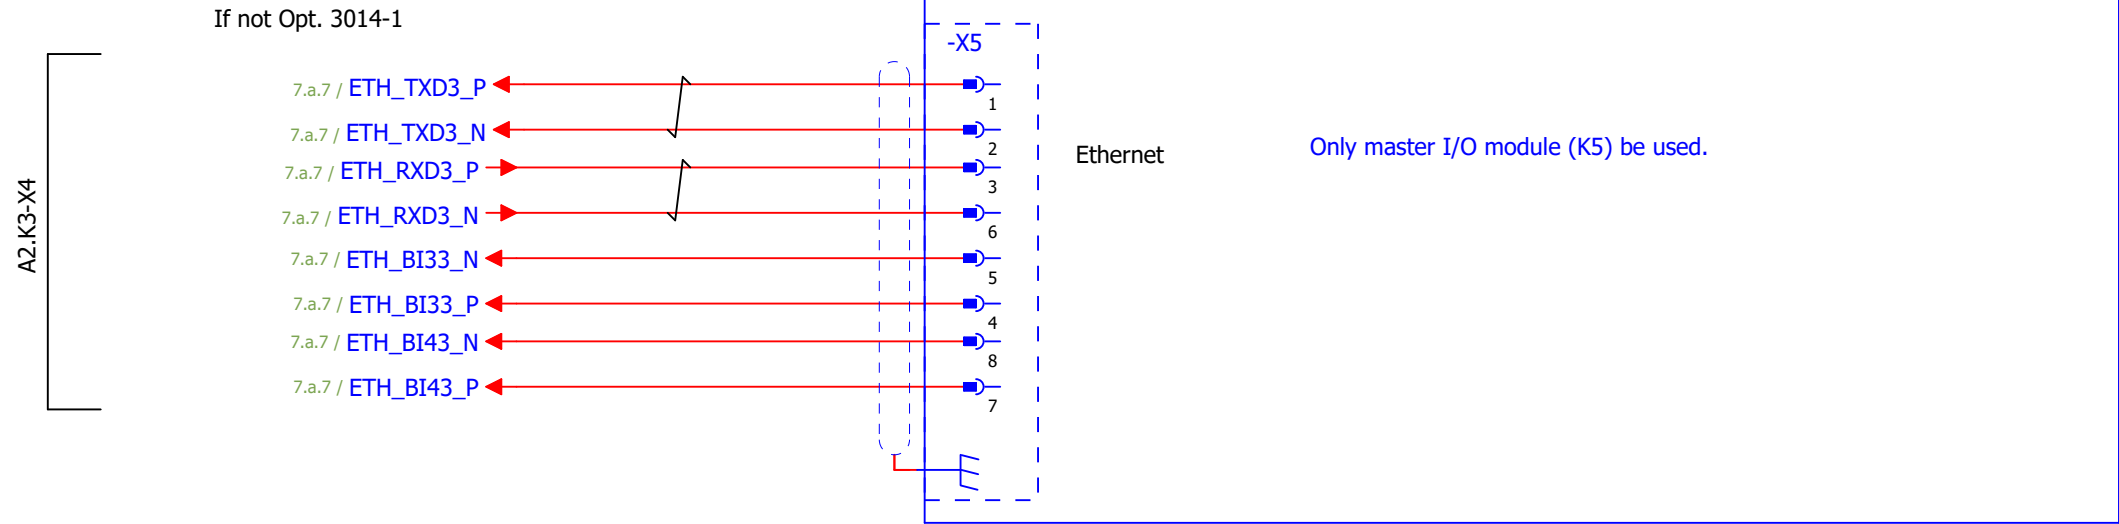 If not Opt. 3014-1
-X5
7.a.7 / ETH_TXD3_P
1
7.a.7 / ETH_TXD3_N
2
7.a.7 / ETH_RXD3_P
3
7.a.7 / ETH_RXD3_N
6
7.a.7 / ETH_BI33_N
5
7.a.7 / ETH_BI33_P
4
7.a.7 / ETH_BI43_N
8
7.a.7 / ETH_BI43_P
7
A2.K3-X4
Ethernet
Only master I/O module (K5) be used.